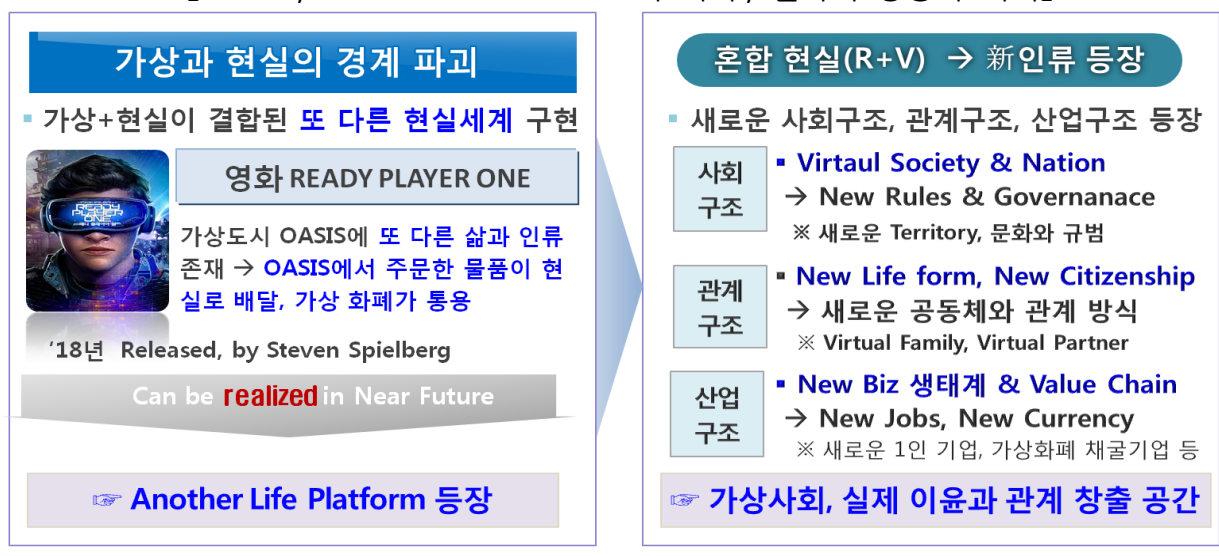 가상과 현실의 경계 파괴
▪ 가상+현실이 결합된 또 다른 현실세계 구현
READY PLAYER ONE
영화 READY PLAYER ONE
가상도시 OASIS에 또 다른 삶과 인류
존재 → OASIS에서 주문한 물품이 현
실로 배달, 가상 화폐가 통용
’18년 Released, by Steven Spielberg
Can be realized in Near Future
☞ Another Life Platform 등장
혼합 현실(R+V) → 新인류 등장
▪ 새로운 사회구조, 관계구조, 산업구조 등장
사회
구조
▪ Virtaul Society & Nation
→ New Rules & Governanace
※ 새로운 Territory, 문화와 규범
관계
구조
▪ New Life form, New Citizenship
→ 새로운 공동체와 관계 방식
※ Virtual Family, Virtual Partner
산업
구조
▪ New Biz 생태계 & Value Chain
→ New Jobs, New Currency
※ 새로운 1인 기업, 가상화폐 채굴기업 등
☞ 가상사회, 실제 이윤과 관계 창출 공간